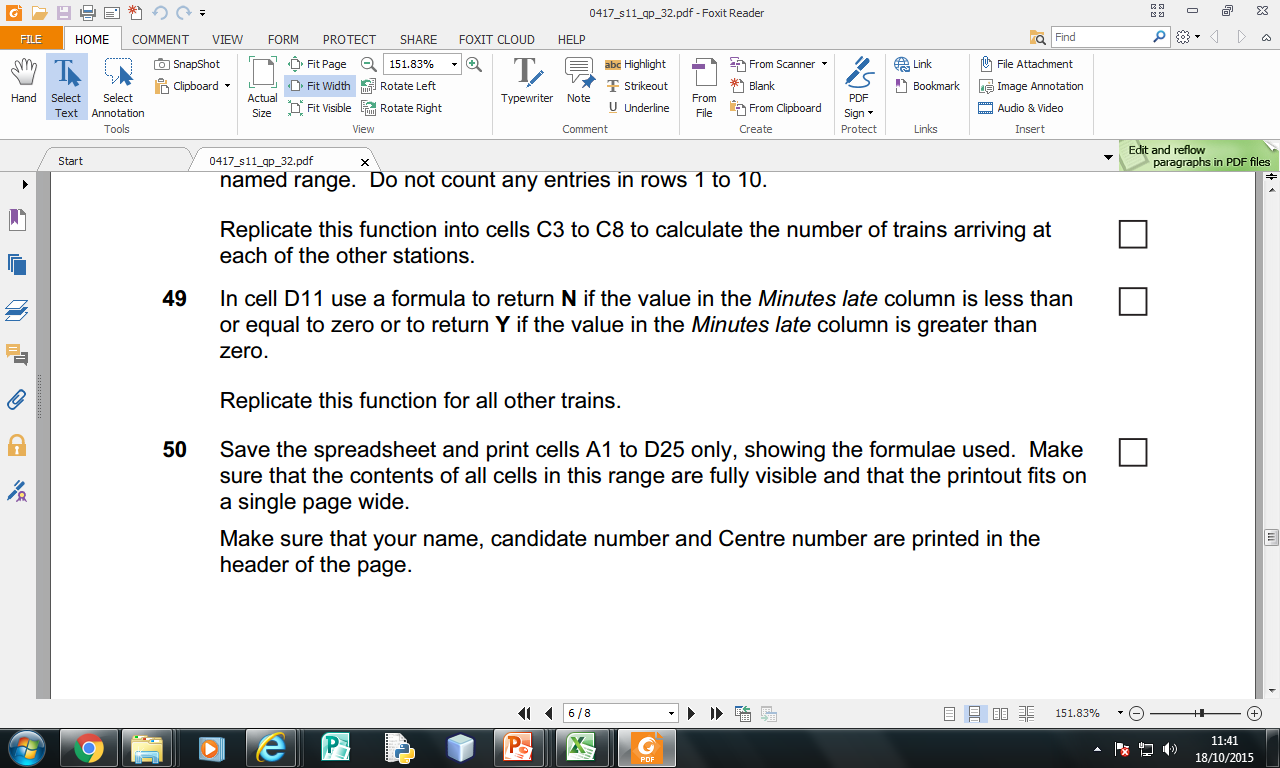 0417_s11_qp_32.pdf - Foxit Reader
FILE HOME COMMENT VIEW FORM PROTECT SHARE FOXIT CLOUD HELP
Find
Hand
Select Text
Select Annotation
SnapShot
Clipboard
Tools
Actual Size
Fit Page
Fit Width
Fit Visible
151.83%
Rotate Left
Rotate Right
View
Typewriter
Note
abc Highlight
Strikeout
U Underline
Comment
From File
From Scanner
Blank
From Clipboard
Create
PDF Sign
Protect
Link
Bookmark
Links
File Attachment
Image Annotation
Audio & Video
Insert
Start
0417_s11_qp_32.pdf
Edit and reflow
paragraphs in PDF files
named range. Do not count any entries in rows 1 to 10.
Replicate this function into cells C3 to C8 to calculate the number of trains arriving at
each of the other stations.
49 In cell D11 use a formula to return N if the value in the Minutes late column is less than
or equal to zero or to return Y if the value in the Minutes late column is greater than
zero.
Replicate this function for all other trains.
50 Save the spreadsheet and print cells A1 to D25 only, showing the formulae used. Make
sure that the contents of all cells in this range are fully visible and that the printout fits on
a single page wide.
Make sure that your name, candidate number and Centre number are printed in the
header of the page.
6 / 8
151.83%
PDF
11:41
18/10/2015